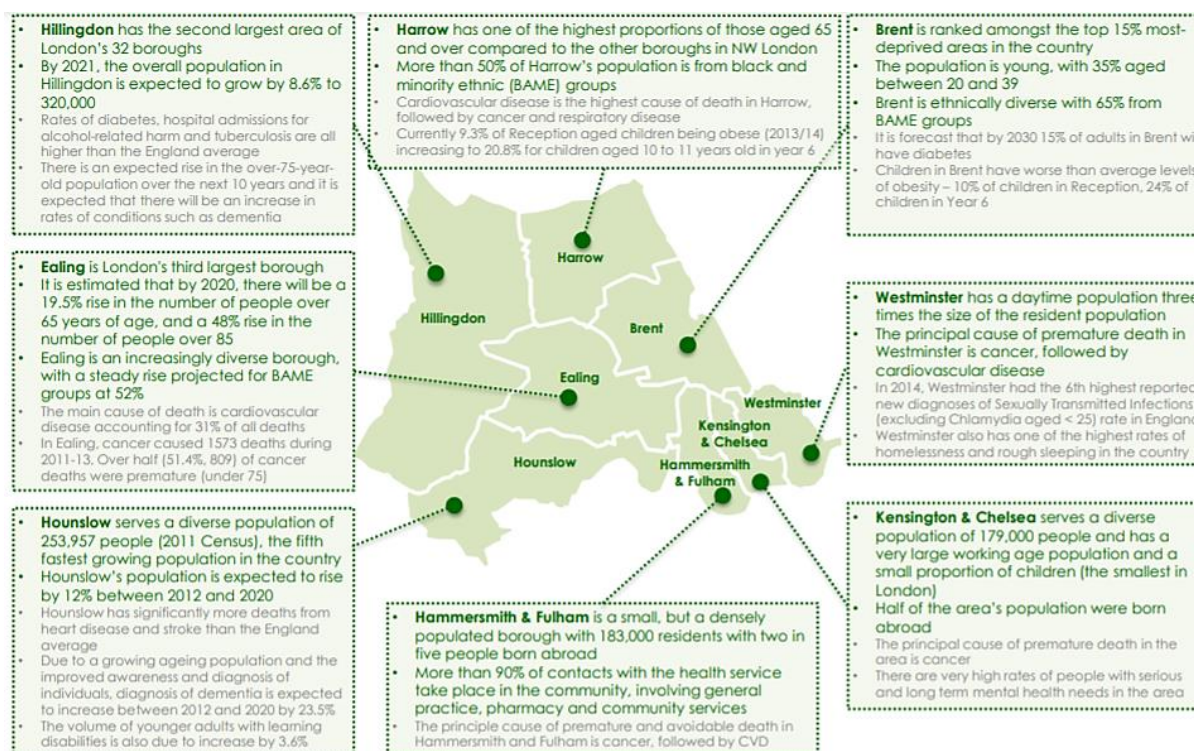 • Hillingdon has the second largest area of
London's 32 boroughs
• By 2021, the overall population in
Hillingdon is expected to grow by 8.6% to
320,000
• Rates of diabetes, hospital admissions for
alcohol-related harm and tuberculosis are all
higher than the England average
• There is an expected rise in the over-75-year-
old population over the next 10 years and it is
expected that there will be an increase in
rates of conditions such as dementia
• Harrow has one of the highest proportions of those aged 65
and over compared to the other boroughs in NW London
• More than 50% of Harrow's population is from black and
minority ethnic (BAME) groups
• Cardiovascular disease is the highest cause of death in Harrow,
followed by cancer and respiratory disease
• Currently 9.3% of Reception aged children being obese (2013/14)
increasing to 20.8% for children aged 10 to 11 years old in year 6
• Brent is ranked amongst the top 15% most-
deprived areas in the country
• The population is young, with 35% aged
between 20 and 39
• Brent is ethnically diverse with 65% from
BAME groups
• It is forecast that by 2030 15% of adults in Brent wi
have diabetes
• Children in Brent have worse than average levels
of obesity – 10% of children in Reception, 24% of
children in Year 6
• Ealing is London's third largest borough
• It is estimated that by 2020, there will be a
19.5% rise in the number of people over
65 years of age, and a 48% rise in the
number of people over 85
• Ealing is an increasingly diverse borough,
with a steady rise projected for BAME
groups at 52%
• The main cause of death is cardiovascular
disease accounting for 31% of all deaths
• In Ealing, cancer caused 1573 deaths during
2011-13. Over half (51.4%, 809) of cancer
deaths were premature (under 75)
Harrow
Hillingdon
Brent
Ealing
Westminster
Kensington
& Chelsea
Hounslow
Hammersmith
& Fulham
• Westminster has a daytime population three
times the size of the resident population
• The principal cause of premature death in
Westminster is cancer, followed by
cardiovascular disease
• In 2014, Westminster had the 6th highest reported
new diagnoses of Sexually Transmitted Infections
(excluding Chlamydia aged < 25) rate in England
• Westminster also has one of the highest rates of
homelessness and rough sleeping in the country
• Hounslow serves a diverse population of
253,957 people (2011 Census), the fifth
fastest growing population in the country
• Hounslow's population is expected to rise
by 12% between 2012 and 2020
• Hounslow has significantly more deaths from
heart disease and stroke than the England
average
• Due to a growing ageing population and the
improved awareness and diagnosis of
individuals, diagnosis of dementia is expected
to increase between 2012 and 2020 by 23.5%
• The volume of younger adults with learning
disabilities is also due to increase by 3.6%
• Hammersmith & Fulham is a small, but a densely
populated borough with 183,000 residents with two in
five people born abroad
• More than 90% of contacts with the health service
take place in the community, involving general
practice, pharmacy and community services
• The principle cause of premature and avoidable death in
Hammersmith and Fulham is cancer, followed by CVD
• Kensington & Chelsea serves a diverse
population of 179,000 people and has a
very large working age population and a
small proportion of children (the smallest in
London)
• Half of the area's population were born
abroad
• The principal cause of premature death in the
area is cancer
• There are very high rates of people with serious
and long term mental health needs in the area